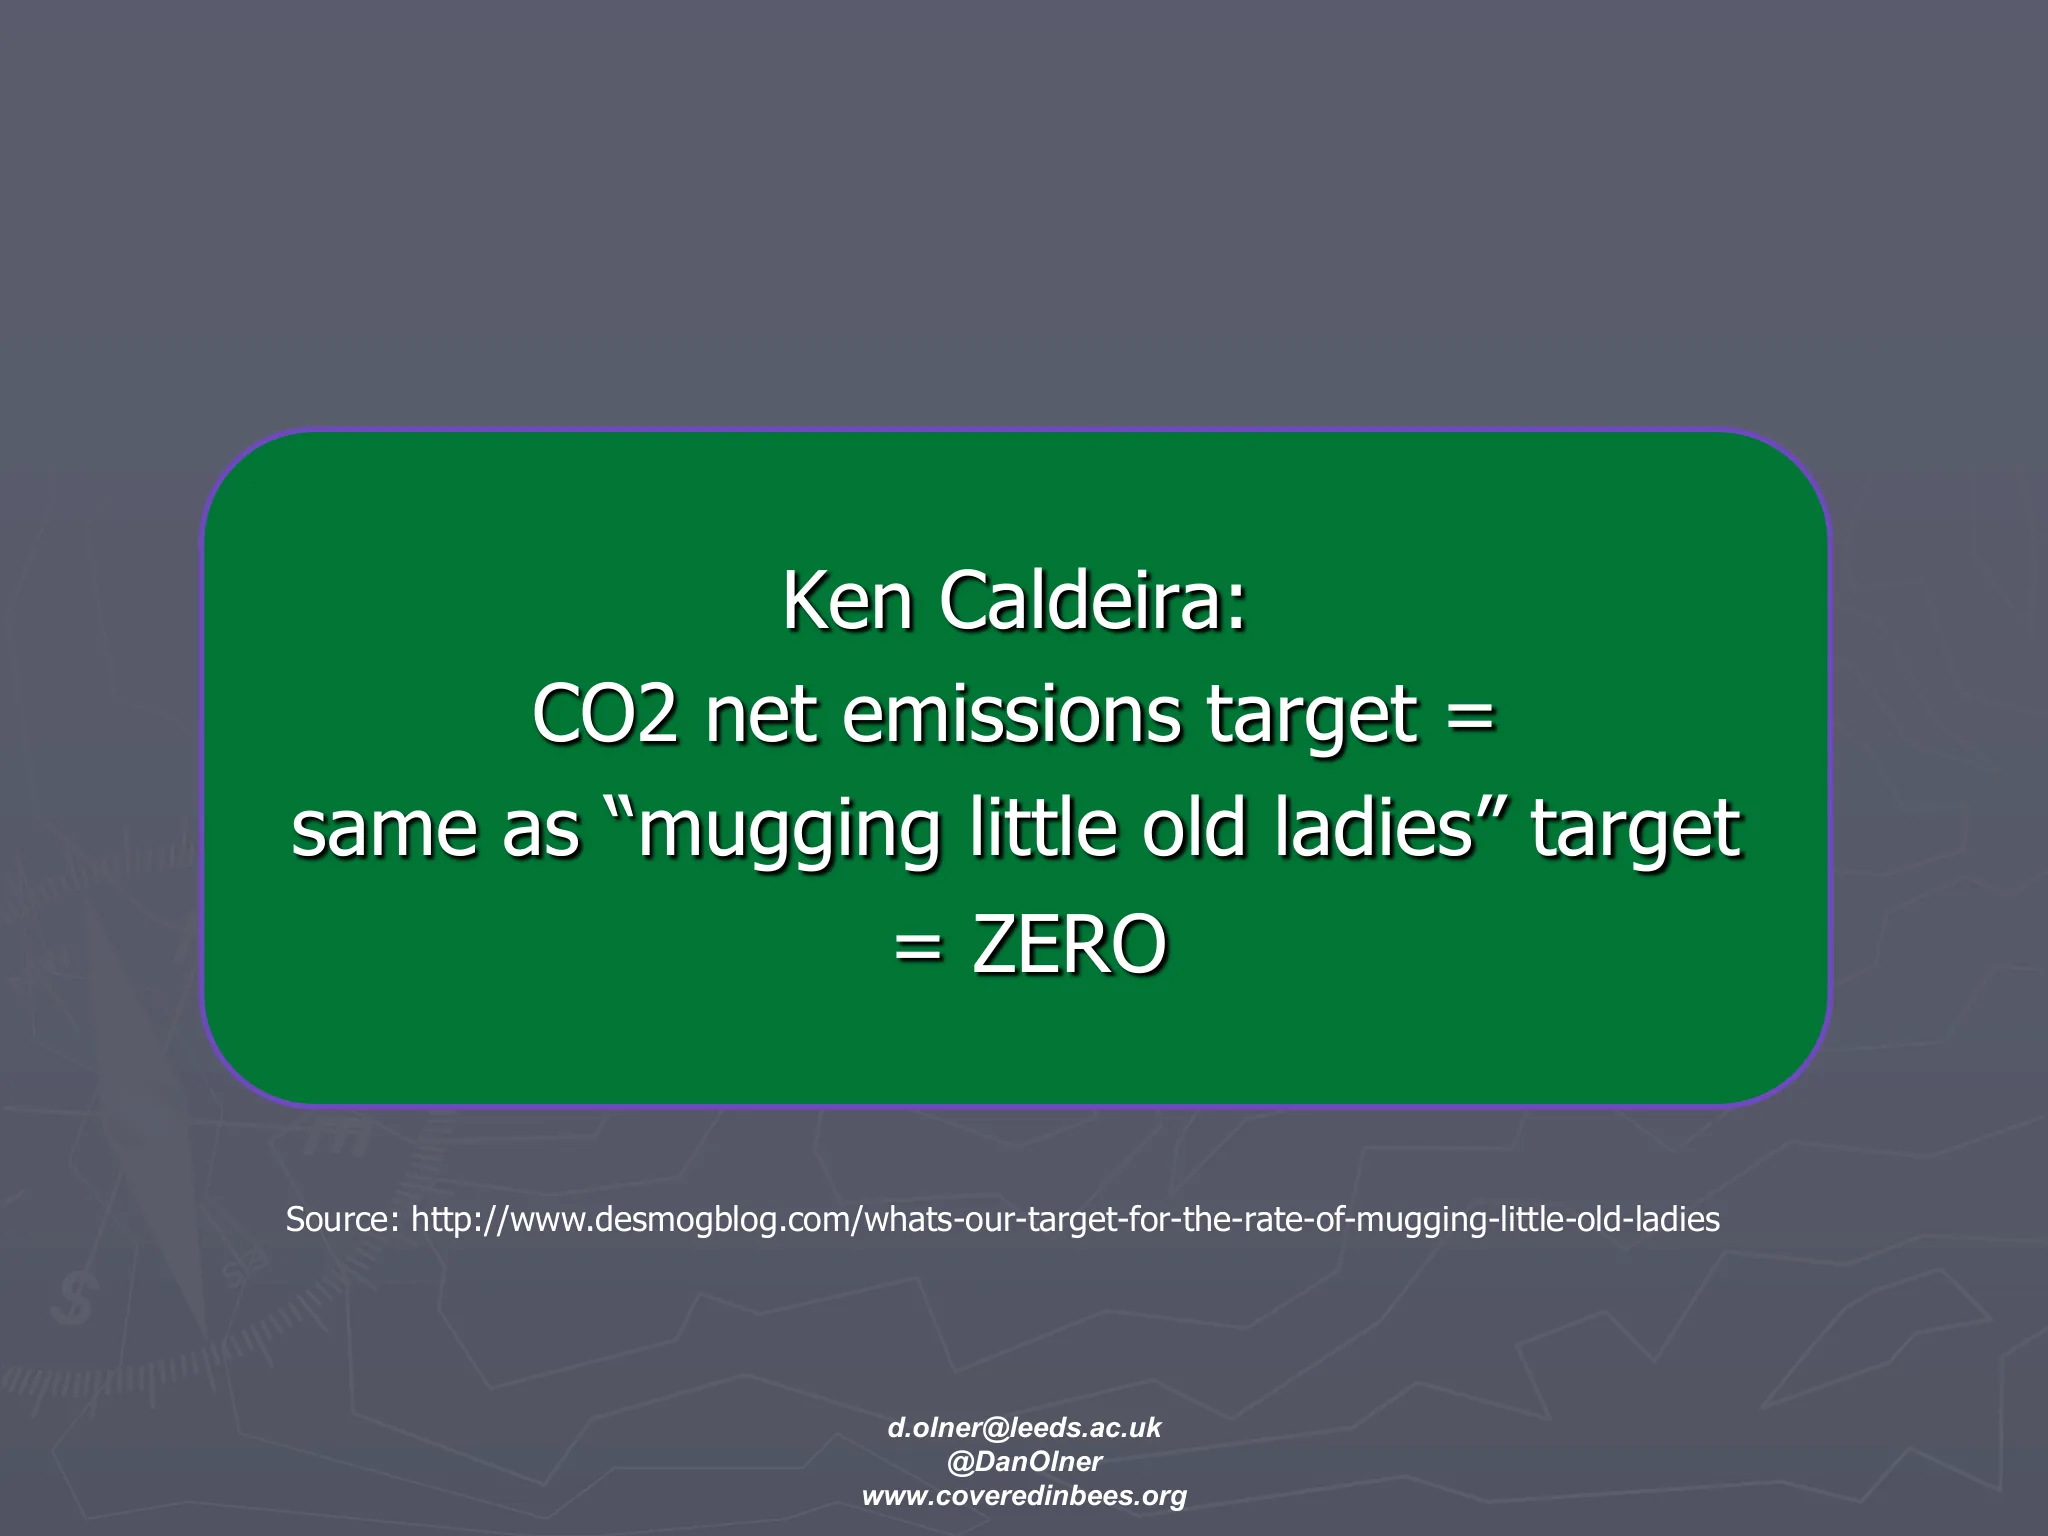 Ken Caldeira:
CO2 net emissions target =
same as “mugging little old ladies” target
= ZERO
Source: http://www.desmogblog.com/whats-our-target-for-the-rate-of-mugging-little-old-ladies
d.olner@leeds.ac.uk
@DanOlner
www.coveredinbees.org